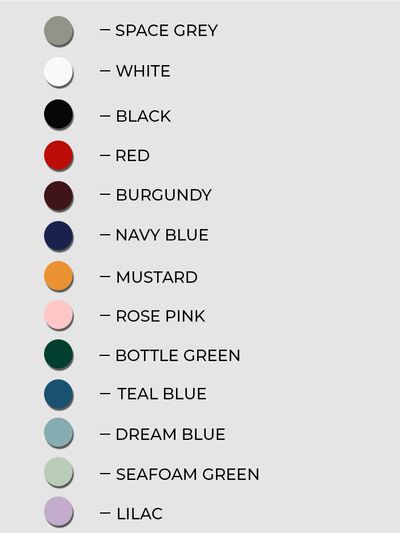 — SPACE GREY
— WHITE
— BLACK
— RED
— BURGUNDY
— NAVY BLUE
— MUSTARD
— ROSE PINK
— BOTTLE GREEN
— TEAL BLUE
— DREAM BLUE
— SEAFOAM GREEN
— LILAC